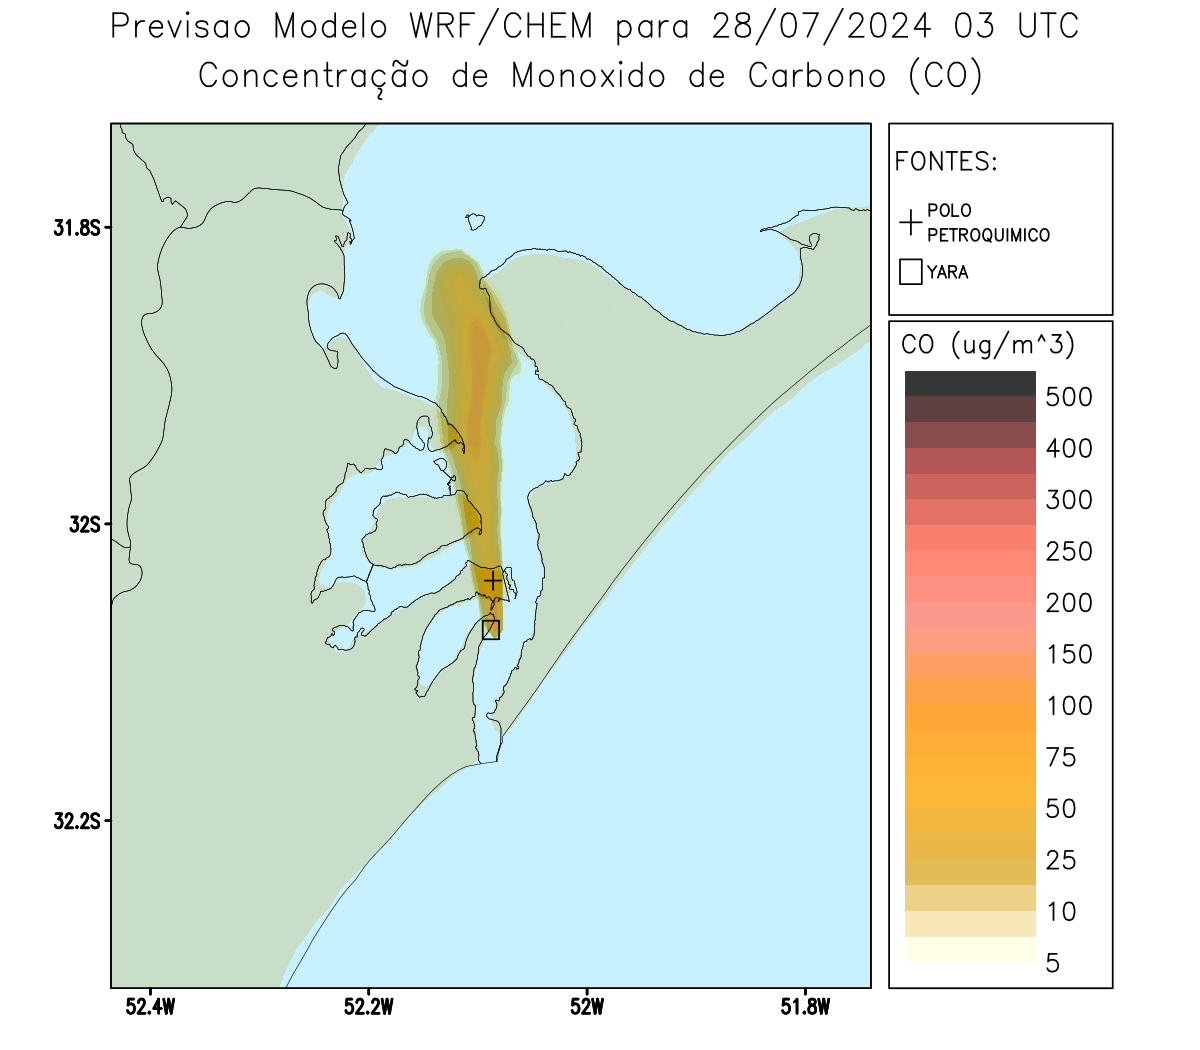 Previsao Modelo WRF/CHEM para 28/07/2024 03 UTC
Concentração de Monoxido de Carbono (CO)
FONTES:
POLO
PETROQUIMICO
YARA
CO (ug/m^3)
500
400
300
250
200
150
100
75
50
25
10
5
31.8S
32S
32.2S
52.4W
52.2W
52W
51.8W